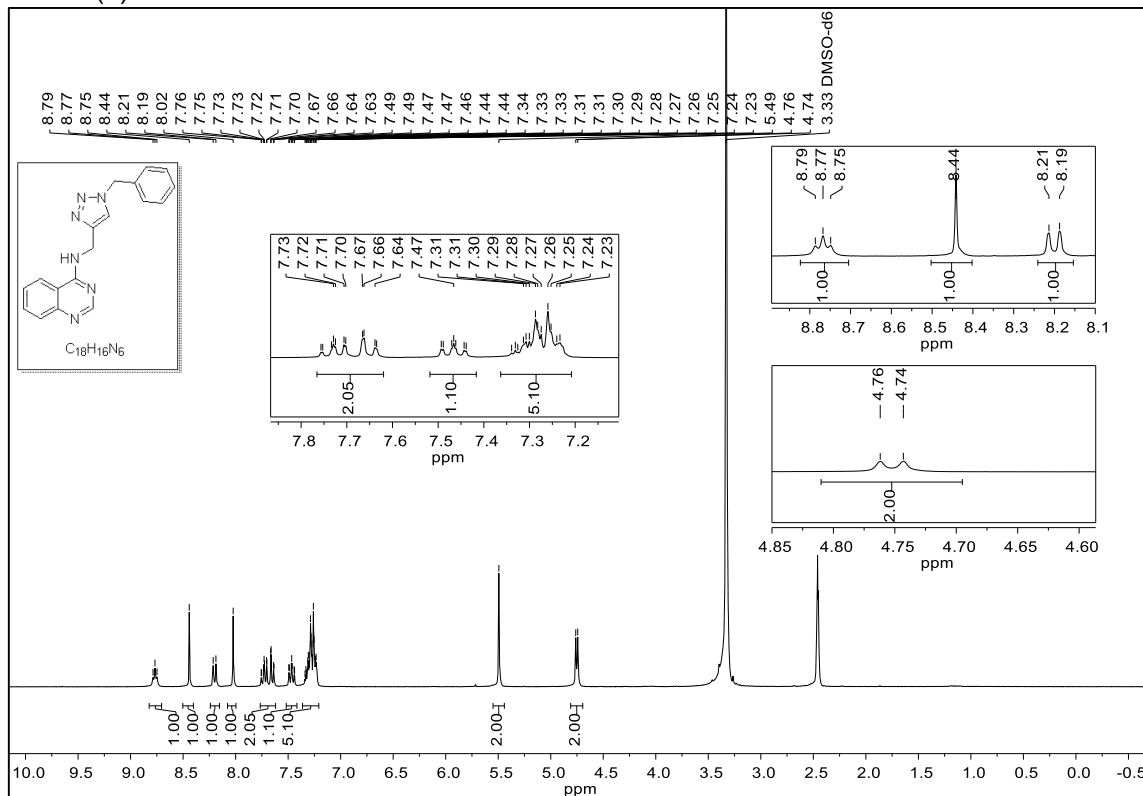 8.79 8.77 8.75 8.44 8.21 8.19 8.02 7.76 7.75 7.73 7.73 7.72 7.71 7.70 7.67 7.66 7.64 7.63 7.49 7.49 7.47 7.47 7.46 7.44 7.44 7.34 7.33 7.33 7.31 7.31 7.30 7.29 7.28 7.27 7.26 7.25 7.24 7.23 5.49 4.76 4.74 3.33 DMSO-d6
N
N
N
HN
N
N
C18H16N6
7.73 7.72 7.71 7.70 7.67 7.66 7.64 7.47 7.31 7.31 7.30 7.29 7.28 7.27 7.26 7.25 7.24 7.23
2.05 1.10 5.10
7.8 7.7 7.6 7.5 7.4 7.3 7.2
ppm
8.79 8.77 8.75 8.44 8.21 8.19
1.00 1.00 1.00
8.8 8.7 8.6 8.5 8.4 8.3 8.2 8.1
ppm
4.76 4.74
2.00
4.85 4.80 4.75 4.70 4.65 4.60
ppm
1.00 1.00 1.00 1.00 2.05 1.10 5.10 2.00 2.00
10.0 9.5 9.0 8.5 8.0 7.5 7.0 6.5 6.0 5.5 5.0 4.5 4.0 3.5 3.0 2.5 2.0 1.5 1.0 0.5 0.0 -0.5
ppm